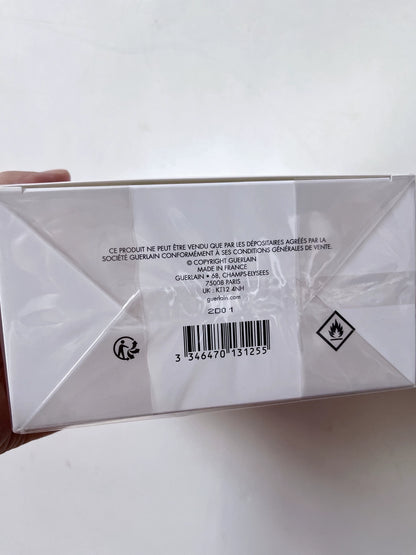 CE PRODUIT NE PEUT ÊTRE VENDU QUE PAR LES DÉPOSITAIRES AGRÉÉS PAR LA
SOCIÉTÉ GUERLAIN CONFORMÉMENT À SES CONDITIONS GÉNÉRALES DE VENTE.
© COPYRIGHT GUERLAIN
MADE IN FRANCE
GUERLAIN • 68, CHAMPS-ELYSEES
75008 PARIS
UK : KT12 4NH
guerlain.com
2D01
3 346470 131255